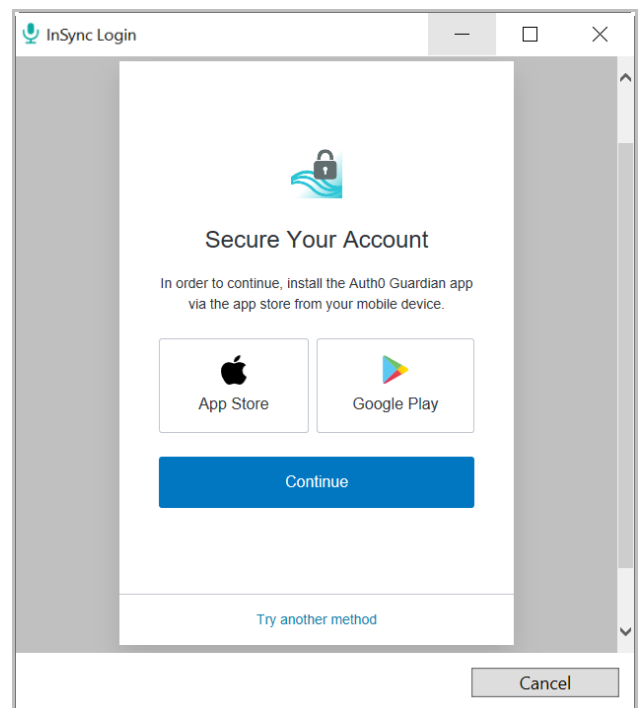 InSync Login
Secure Your Account
In order to continue, install the Auth0 Guardian app
via the app store from your mobile device.
App Store
Google Play
Continue
Try another method
Cancel